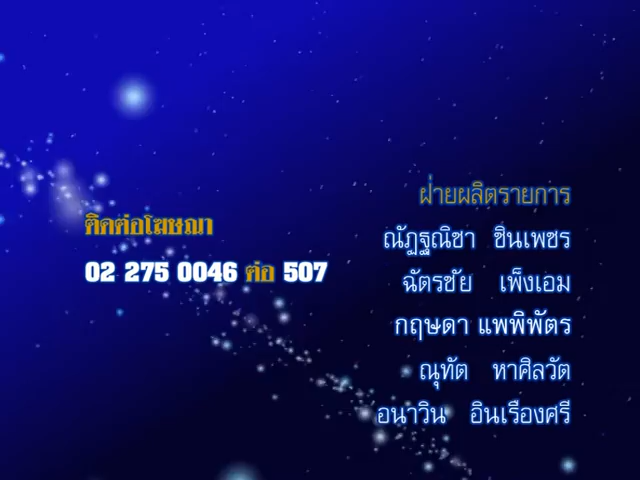 ติดต่อโฆษณา
02 275 0046 ต่อ 507
ฝ่ายผลิตรายการ
ณัฏฐณิชา ชินเพชร
ฉัตรชัย เพ็งเอม
กฤษดา แพพิพัตร
ณุทัต หาศิลวัต
อนาวิน อินเรืองศรี